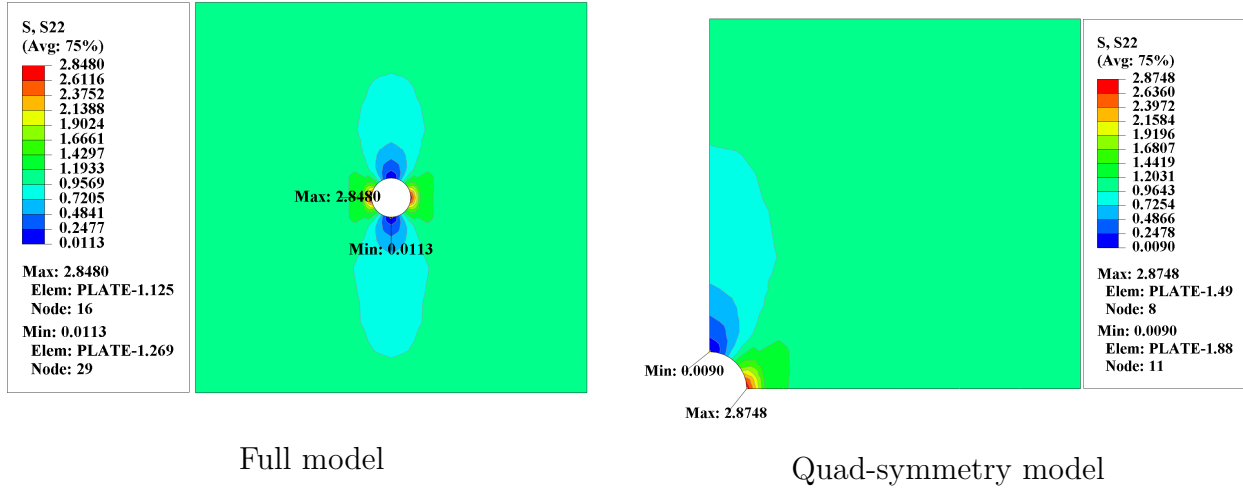 S, S22
(Avg: 75%)
2.8480
2.6116
2.3752
2.1388
1.9024
1.6661
1.4297
1.1933
0.9569
0.7205
0.4841
0.2477
0.0113
Max: 2.8480
Elem: PLATE-1.125
Node: 16
Min: 0.0113
Elem: PLATE-1.269
Node: 29
Max: 2.8480
Min: 0.0113
Full model
S, S22
(Avg: 75%)
2.8748
2.6360
2.3972
2.1584
1.9196
1.6807
1.4419
1.2031
0.9643
0.7254
0.4866
0.2478
0.0090
Max: 2.8748
Elem: PLATE-1.49
Node: 8
Min: 0.0090
Elem: PLATE-1.88
Node: 11
Min: 0.0090
Max: 2.8748
Quad-symmetry model